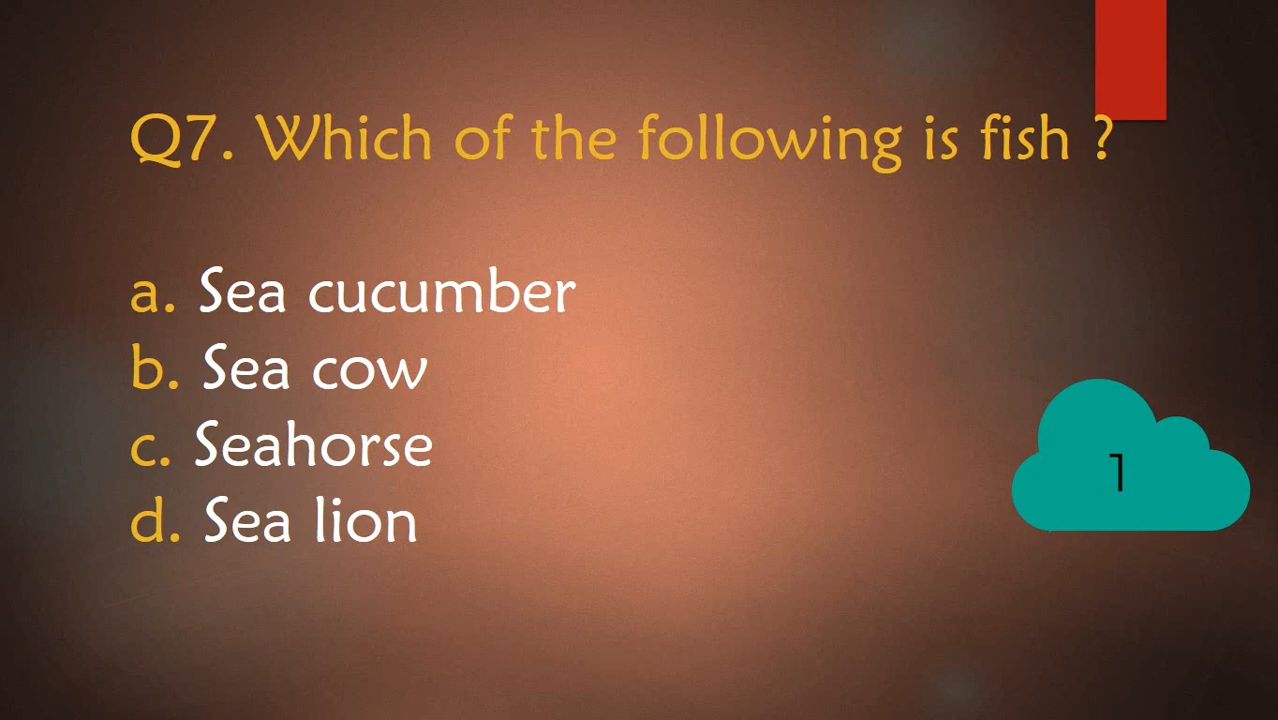 Q7. Which of the following is fish ?
a. Sea cucumber
b. Sea cow
c. Seahorse
d. Sea lion
1